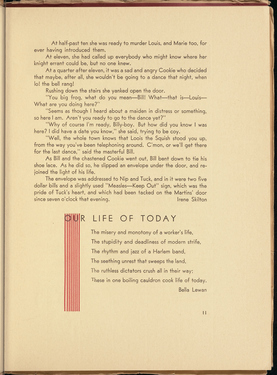 At half-past ten she was ready to murder Louis, and Maria too, for
ever having introduced them.
At eleven, she had called up everybody who might know where her
knight errant could be, but no one knew.
At a quarter after eleven, it was a sad and angry Cookie who decided
that maybe, after all, she wouldn't be going to a dance that night, when
lo! the bell rang!
Rushing down the stairs she yanked open the door.
"You big frog, what do you mean—Bill! What—that is—Louis—
What are you doing here?"
"Seems as though I heard about a maiden in distress or something,
so here I am. Aren't you ready to go to the dance yet?"
"Why of course I'm ready, Billy-boy. But how did you know I was
here? I did have a date you know," she said, trying to be coy.
"Well, the whole town knows that Louis the Squidt stood you up,
from the way you've been telephoning around. C'mon, or we'll get there
for the last dance," said the masterful Bill.
As Bill and the chastened Cookie went out, Bill bent down to tie his
shoe lace. As he did so, he slipped an envelope under the door, and re-
joined the light of his life.
The envelope was addressed to Nip and Tuck, and in it were two five
dollar bills and a slightly used "Measles—Keep Out" sign, which was the
pride of Tuck's heart, and which had been tacked on the Martins' door
since seven o'clock that evening. Irene Sklilton
OUR LIFE OF TODAY
The misery and monotony of a worker's life,
The stupidity and deadliness of modern strife,
The rhythm and jazz of a Harlem band,
The seething unrest that sweeps the land,
The ruthless dictators crush all in their way;
These in one boiling cauldron cook life of today.
Bella Lewan
11